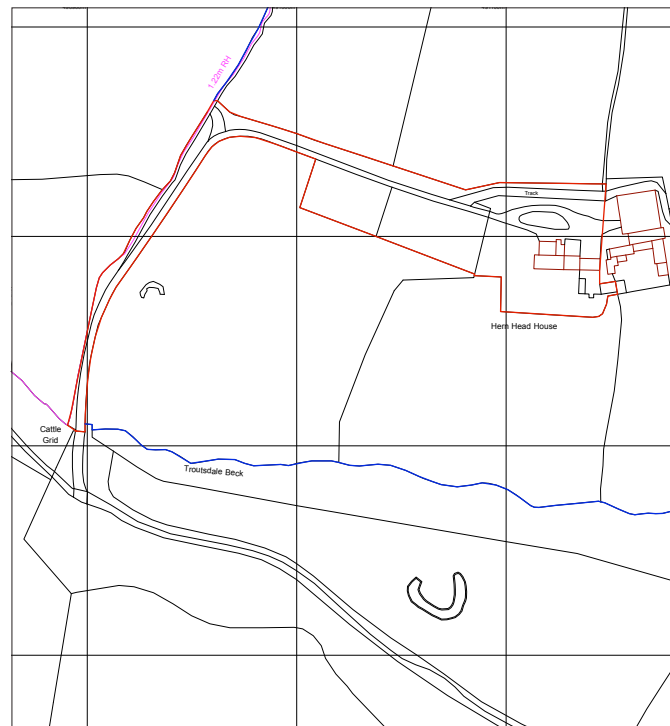 1.22m RH
Track
Hern Head House
Cattle
Grid
Troutsdale Beck